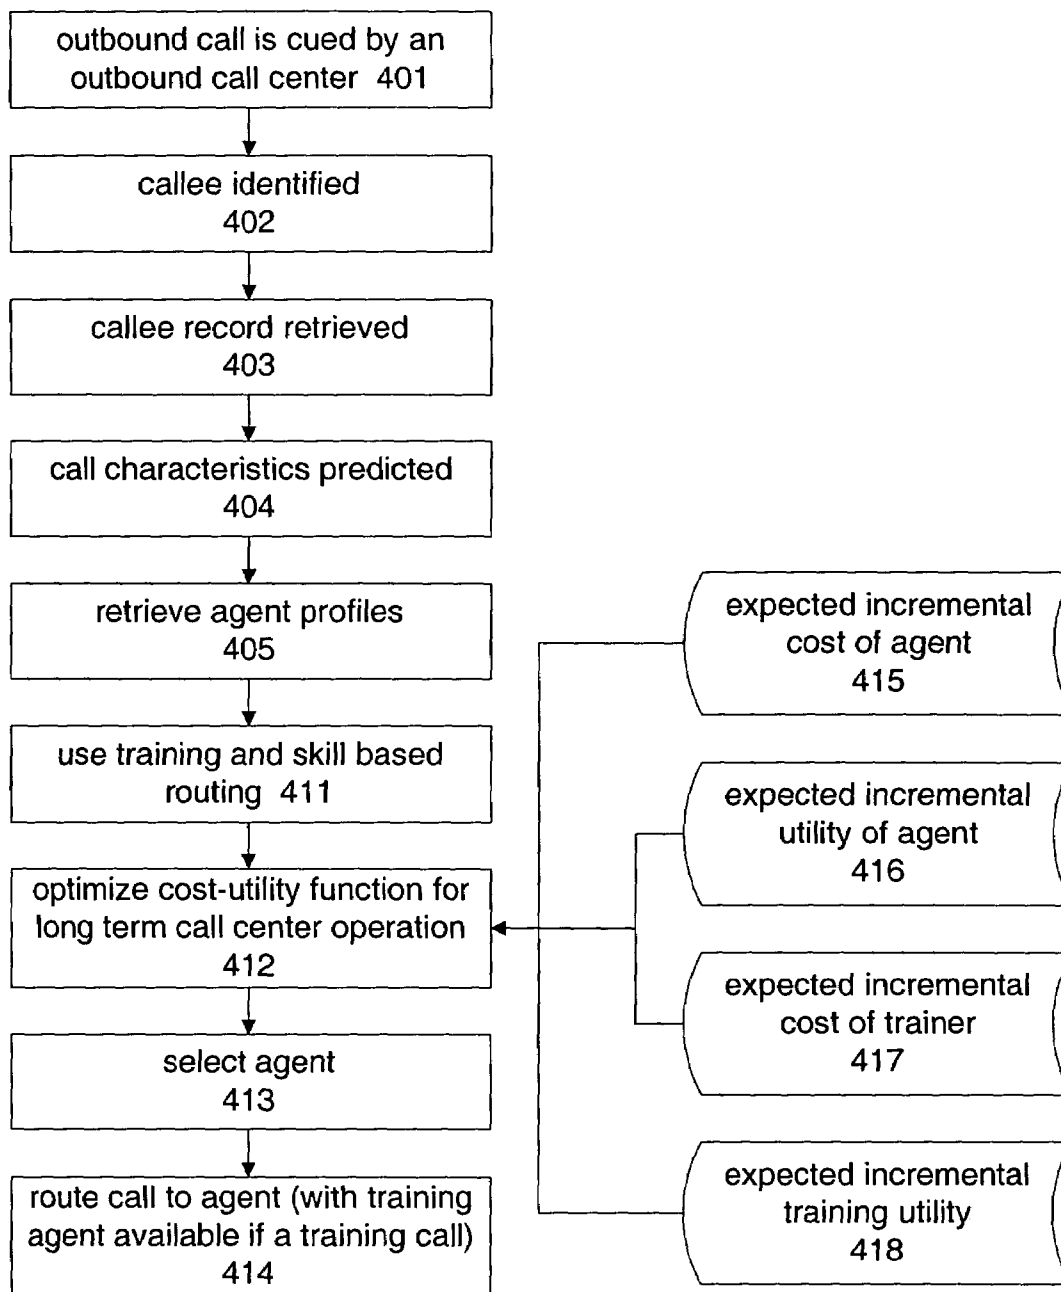 outbound call is cued by an
outbound call center 401
callee identified
402
callee record retrieved
403
call characteristics predicted
404
retrieve agent profiles
405
use training and skill based
routing 411
optimize cost-utility function for
long term call center operation
412
select agent
413
route call to agent (with training
agent available if a training call)
414
expected incremental
cost of agent
415
expected incremental
utility of agent
416
expected incremental
cost of trainer
417
expected incremental
training utility
418